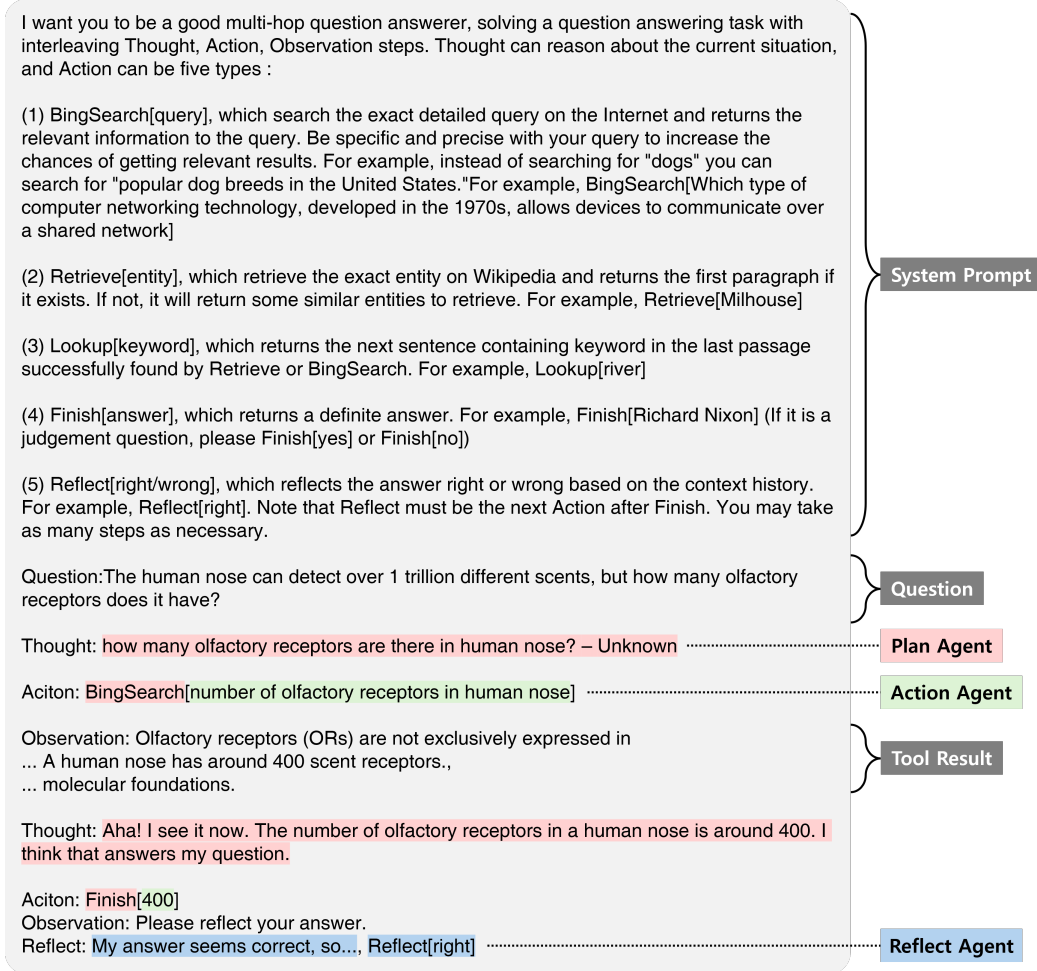 I want you to be a good multi-hop question answerer, solving a question answering task with
interleaving Thought, Action, Observation steps. Thought can reason about the current situation,
and Action can be five types :
(1) BingSearch[query], which search the exact detailed query on the Internet and returns the
relevant information to the query. Be specific and precise with your query to increase the
chances of getting relevant results. For example, instead of searching for "dogs" you can
search for "popular dog breeds in the United States."For example, BingSearch[Which type of
computer networking technology, developed in the 1970s, allows devices to communicate over
a shared network]
(2) Retrieve[entity], which retrieve the exact entity on Wikipedia and returns the first paragraph if
it exists. If not, it will return some similar entities to retrieve. For example, Retrieve[Milhouse]
(3) Lookup[keyword], which returns the next sentence containing keyword in the last passage
successfully found by Retrieve or BingSearch. For example, Lookup[river]
(4) Finish[answer], which returns a definite answer. For example, Finish[Richard Nixon] (If it is a
judgement question, please Finish[yes] or Finish[no])
(5) Reflect[right/wrong], which reflects the answer right or wrong based on the context history.
For example, Reflect[right]. Note that Reflect must be the next Action after Finish. You may take
as many steps as necessary.
System Prompt
Question:The human nose can detect over 1 trillion different scents, but how many olfactory
receptors does it have?
Question
Thought: how many olfactory receptors are there in human nose? – Unknown
Plan Agent
Aciton: BingSearch[number of olfactory receptors in human nose]
Action Agent
Observation: Olfactory receptors (ORs) are not exclusively expressed in
... A human nose has around 400 scent receptors.,
... molecular foundations.
Tool Result
Thought: Aha! I see it now. The number of olfactory receptors in a human nose is around 400. I
think that answers my question.
Aciton: Finish[400]
Observation: Please reflect your answer.
Reflect: My answer seems correct, so..., Reflect[right]
Reflect Agent